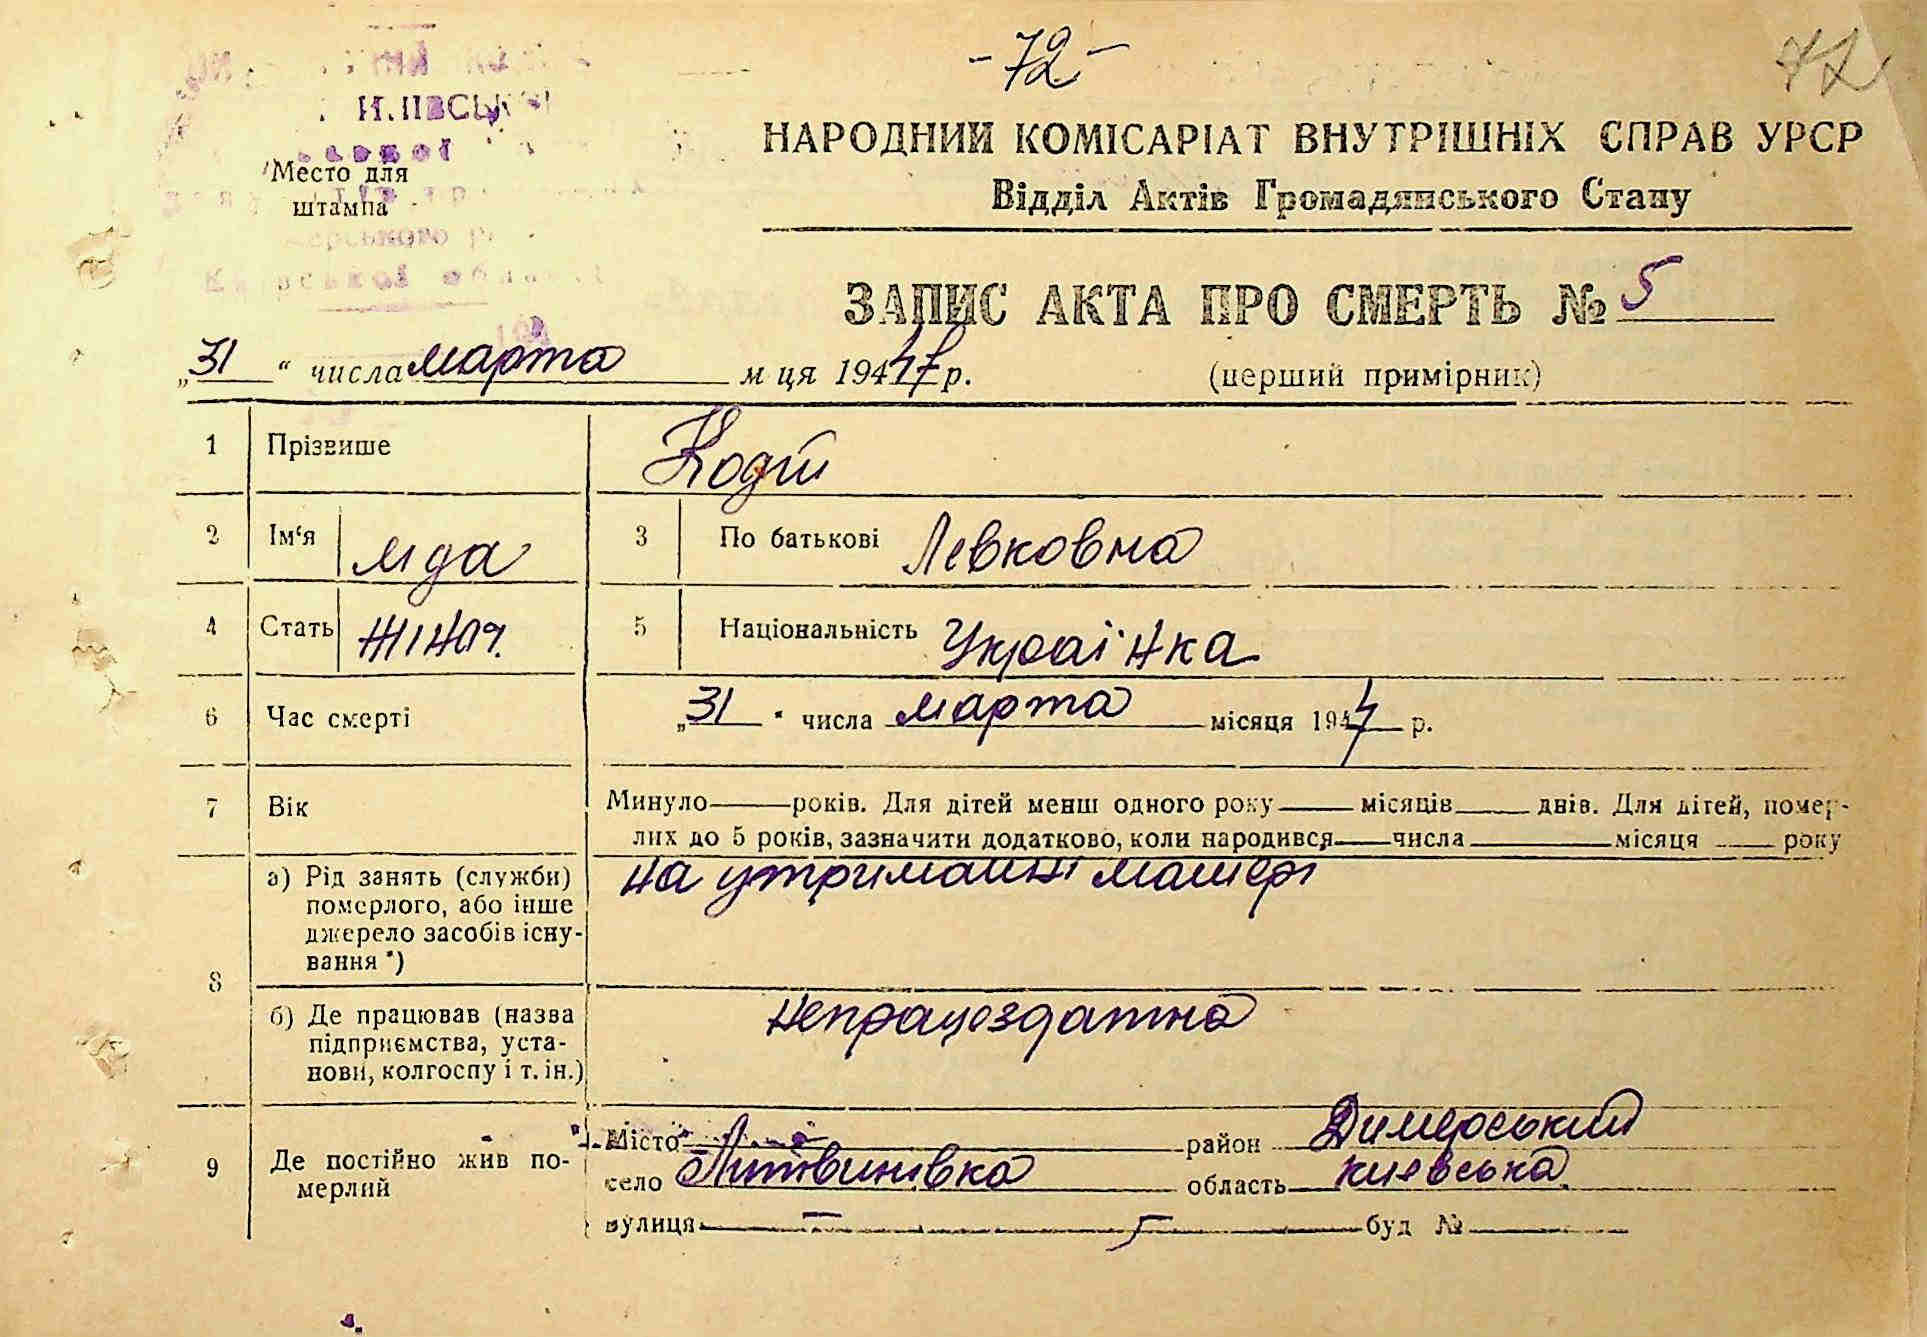 -72-
72
Место для
штампа
НАРОДНИЙ КОМІСАРІАТ ВНУТРІШНІХ СПРАВ УРСР
Відділ Актів Громадянського Стану
ЗАПИС АКТА ПРО СМЕРТЬ № 5
„31“ числа марта м ця 1947 р. (перший примірник)
1 Прізвише
2 Ім‘я 3 По батькові Левковна
4 Стать жіноч. 5 Національність Українка
6 Час смерті „31“ числа марта місяця 1947 р.
7 Вік Минуло років. Для дітей менш одного року місяців днів. Для дітей, помер-
лих до 5 років, зазначити додатково, коли народився числа місяця року
8 а) Рід занять (служби) на утриманні матері
померлого, або інше
джерело засобів існу-
вання *)
б) Де працював (назва непрацездатна
підприємства, уста-
нови, колгоспу і т. ін.)
9 Де постійно жив по-
мерлий
Місто район Димерський
село Литвинівка область Київська
вулиця буд №